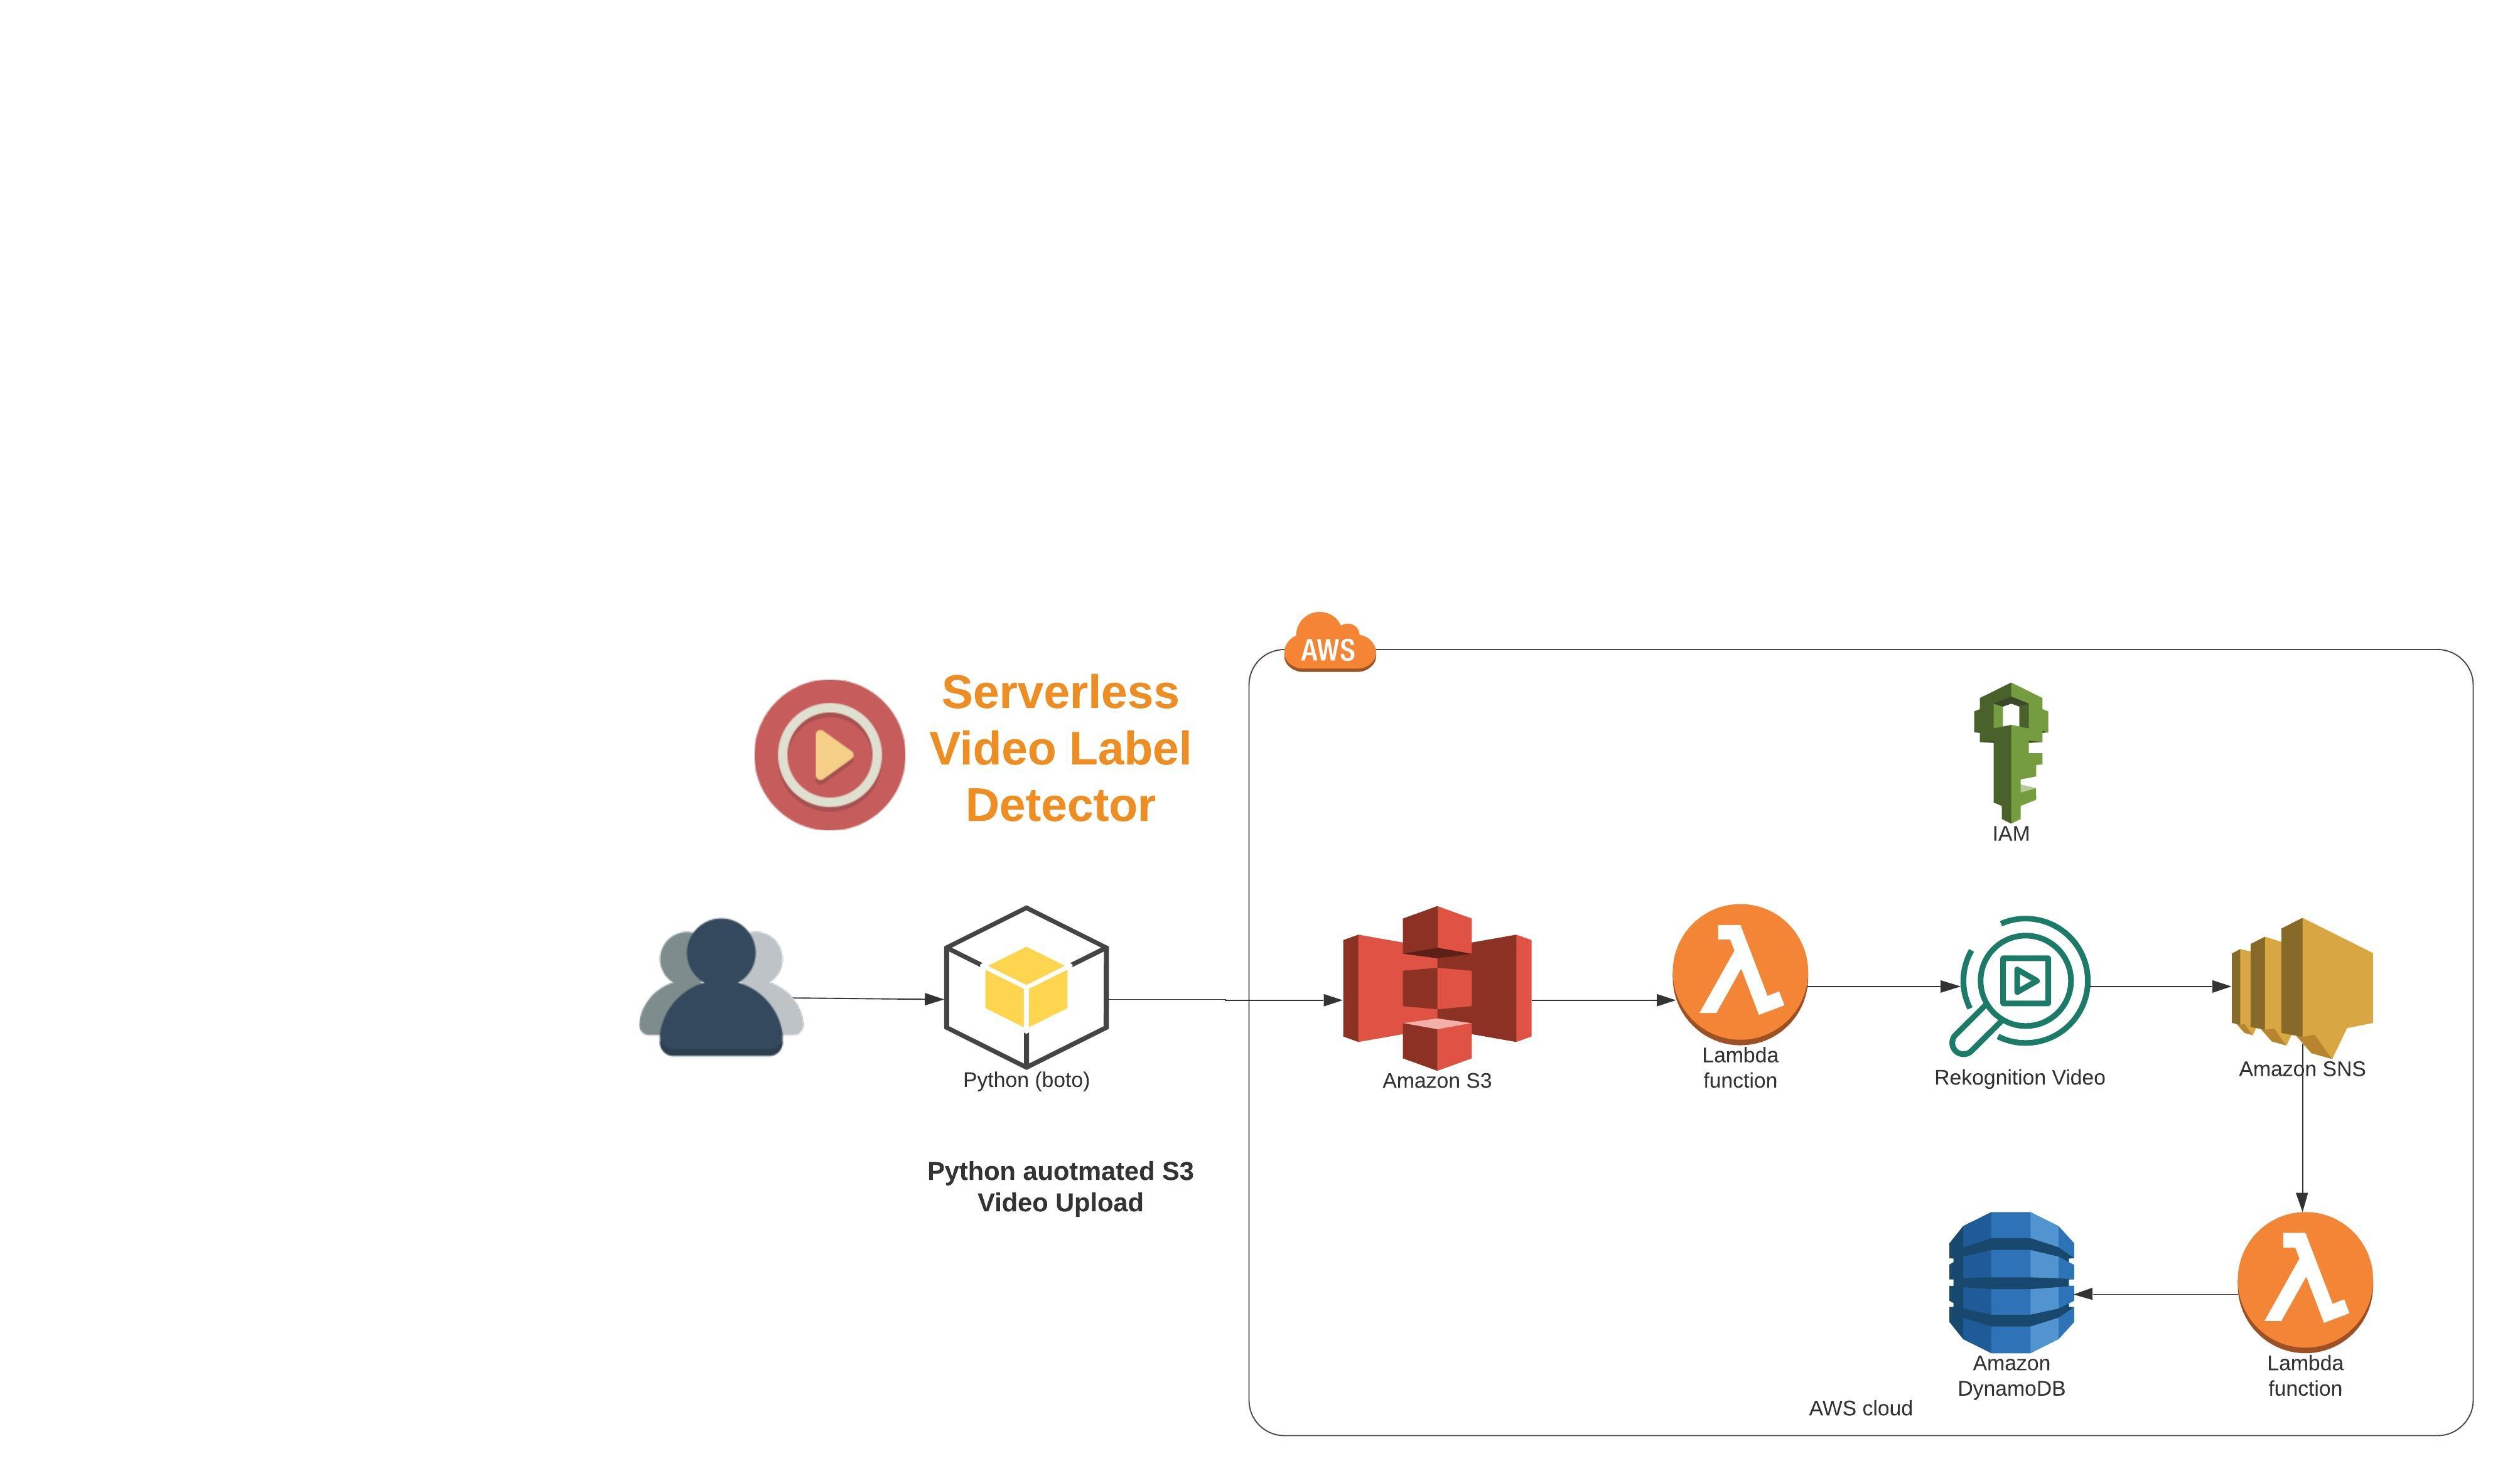 AWS
Serverless
Video Label
Detector
IAM
Python (boto)
Amazon S3
Lambda
function
Rekognition Video
Amazon SNS
Python auotmated S3
Video Upload
Amazon
DynamoDB
Lambda
function
AWS cloud